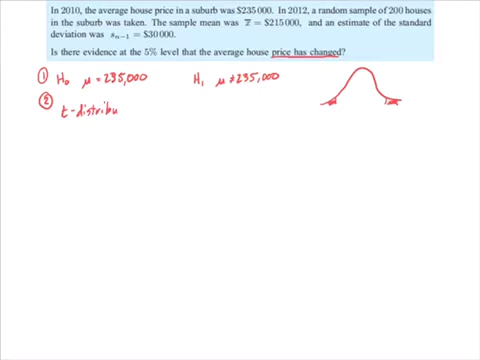 In 2010, the average house price in a suburb was $235 000. In 2012, a random sample of 200 houses
in the suburb was taken. The sample mean was x̄ = $215 000, and an estimate of the standard
deviation was sₙ₋₁ = $30 000.
Is there evidence at the 5% level that the average house price has changed?
① H₀ μ = 235,000 H₁ μ ≠ 235,000
② t-distribu